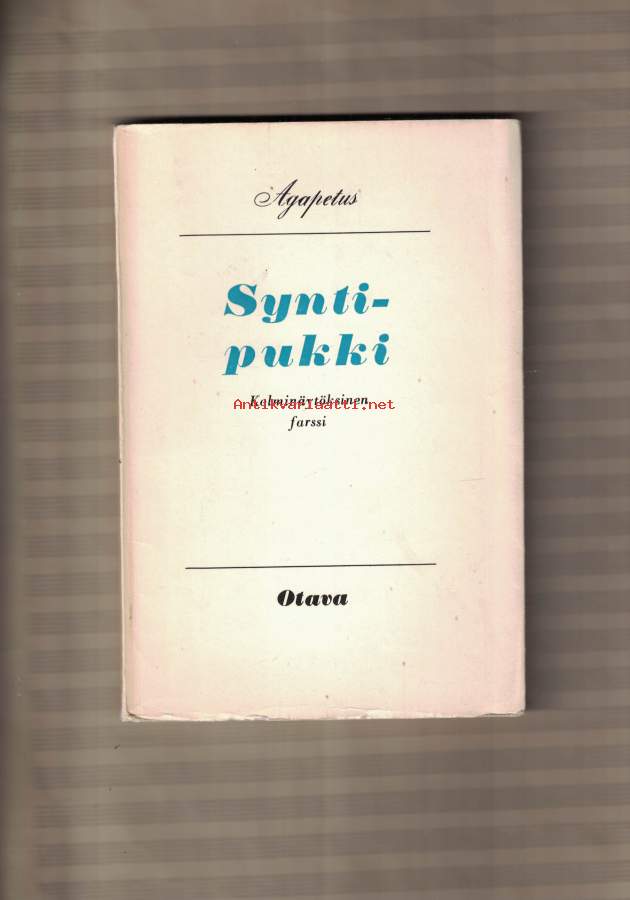 Agapetus
Synti-
pukki
Kolminäytöksinen
Antikvariaatti.net
farssi
Otava